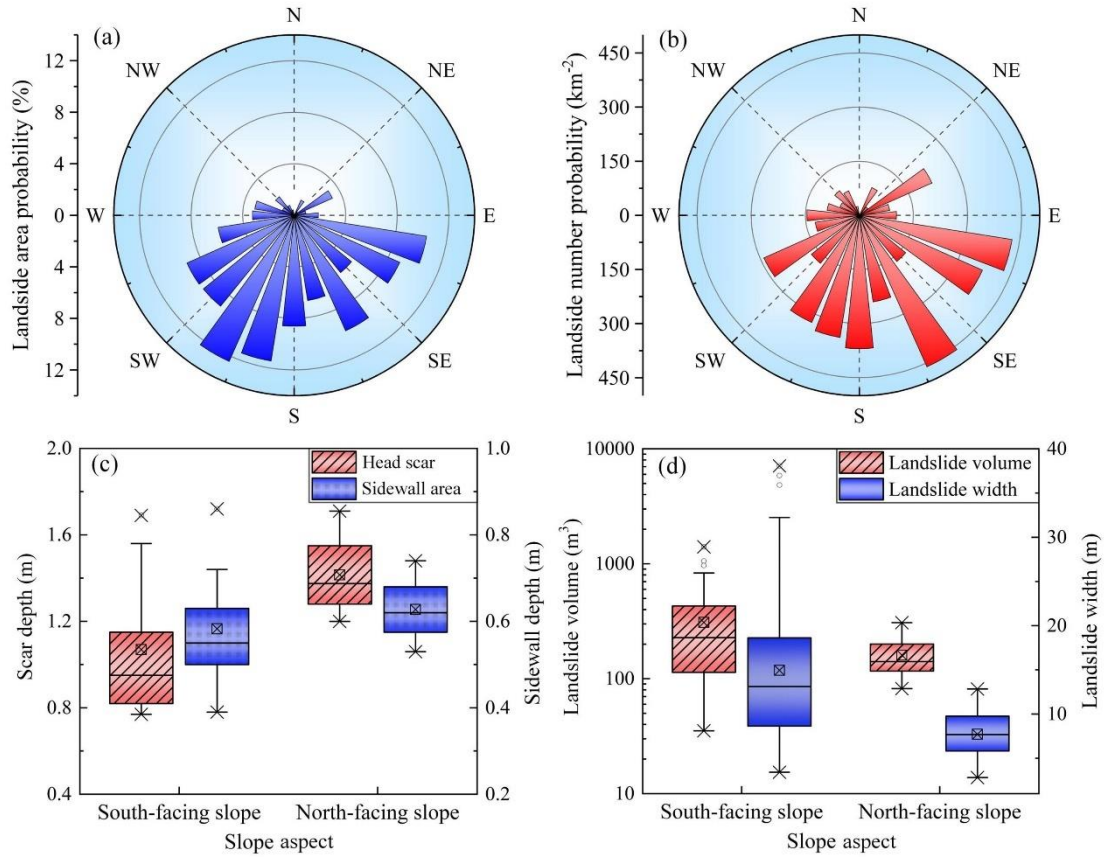 (a)
N
NE
E
SE
S
SW
W
NW
Landside area probability (%)
12
8
4
0
4
8
12
(b)
N
NE
E
SE
S
SW
W
NW
Landside number probability (km-2)
450
300
150
0
150
300
450
(c)
Head scar
Sidewall area
Scar depth (m)
2.0
1.6
1.2
0.8
0.4
Sidewall depth (m)
1.0
0.8
0.6
0.4
0.2
South-facing slope
North-facing slope
Slope aspect
(d)
Landslide volume
Landslide width
Landslide volume (m3)
10000
1000
100
10
Landslide width (m)
40
30
20
10
South-facing slope
North-facing slope
Slope aspect